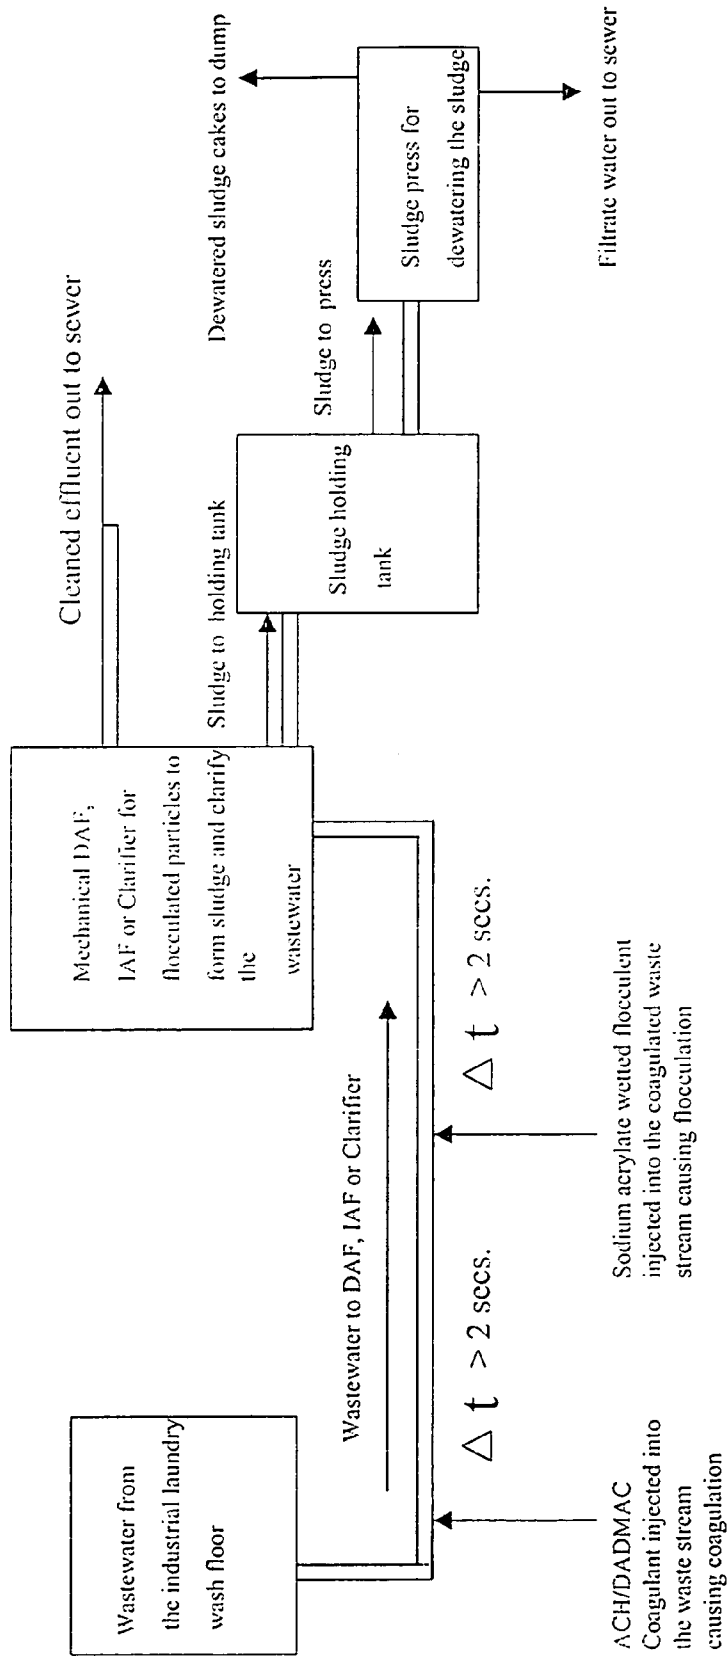 Wastewater from
the industrial laundry
wash floor
ACH/DADMAC
Coagulant injected into
the waste stream
causing coagulation
△ t > 2 secs.
Wastewater to DAF, IAF or Clarifier
Sodium acrylate wetted flocculent
injected into the coagulated waste
stream causing flocculation
△ t > 2 secs.
Mechanical DAF,
IAF or Clarifier for
flocculated particles to
form sludge and clarify
the
wastewater
Cleaned effluent out to sewer
Sludge to holding tank
Sludge holding
tank
Sludge to press
Sludge press for
dewatering the sludge
Dewatered sludge cakes to dump
Filtrate water out to sewer